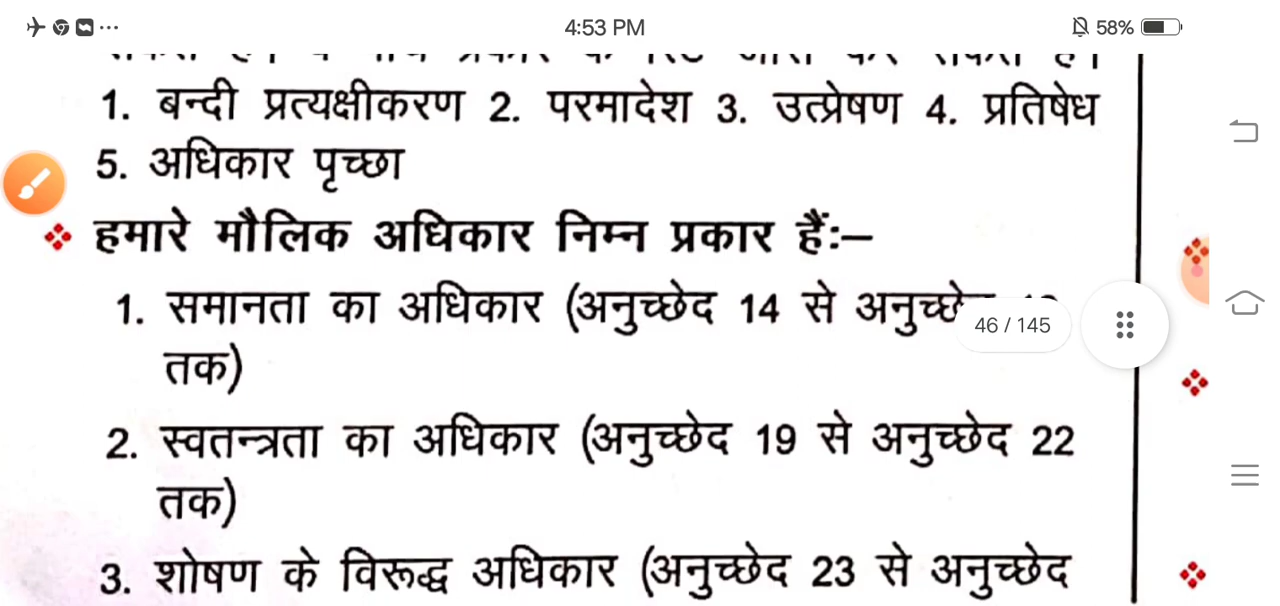 4:53 PM
58%
1. बन्दी प्रत्यक्षीकरण 2. परमादेश 3. उत्प्रेषण 4. प्रतिषेध
5. अधिकार पृच्छा
हमारे मौलिक अधिकार निम्न प्रकार हैं:–
1. समानता का अधिकार (अनुच्छेद 14 से
46 / 145
तक)
2. स्वतन्त्रता का अधिकार (अनुच्छेद 19 से अनुच्छेद 22
तक)
3. शोषण के विरूद्ध अधिकार (अनुच्छेद 23 से अनुच्छेद